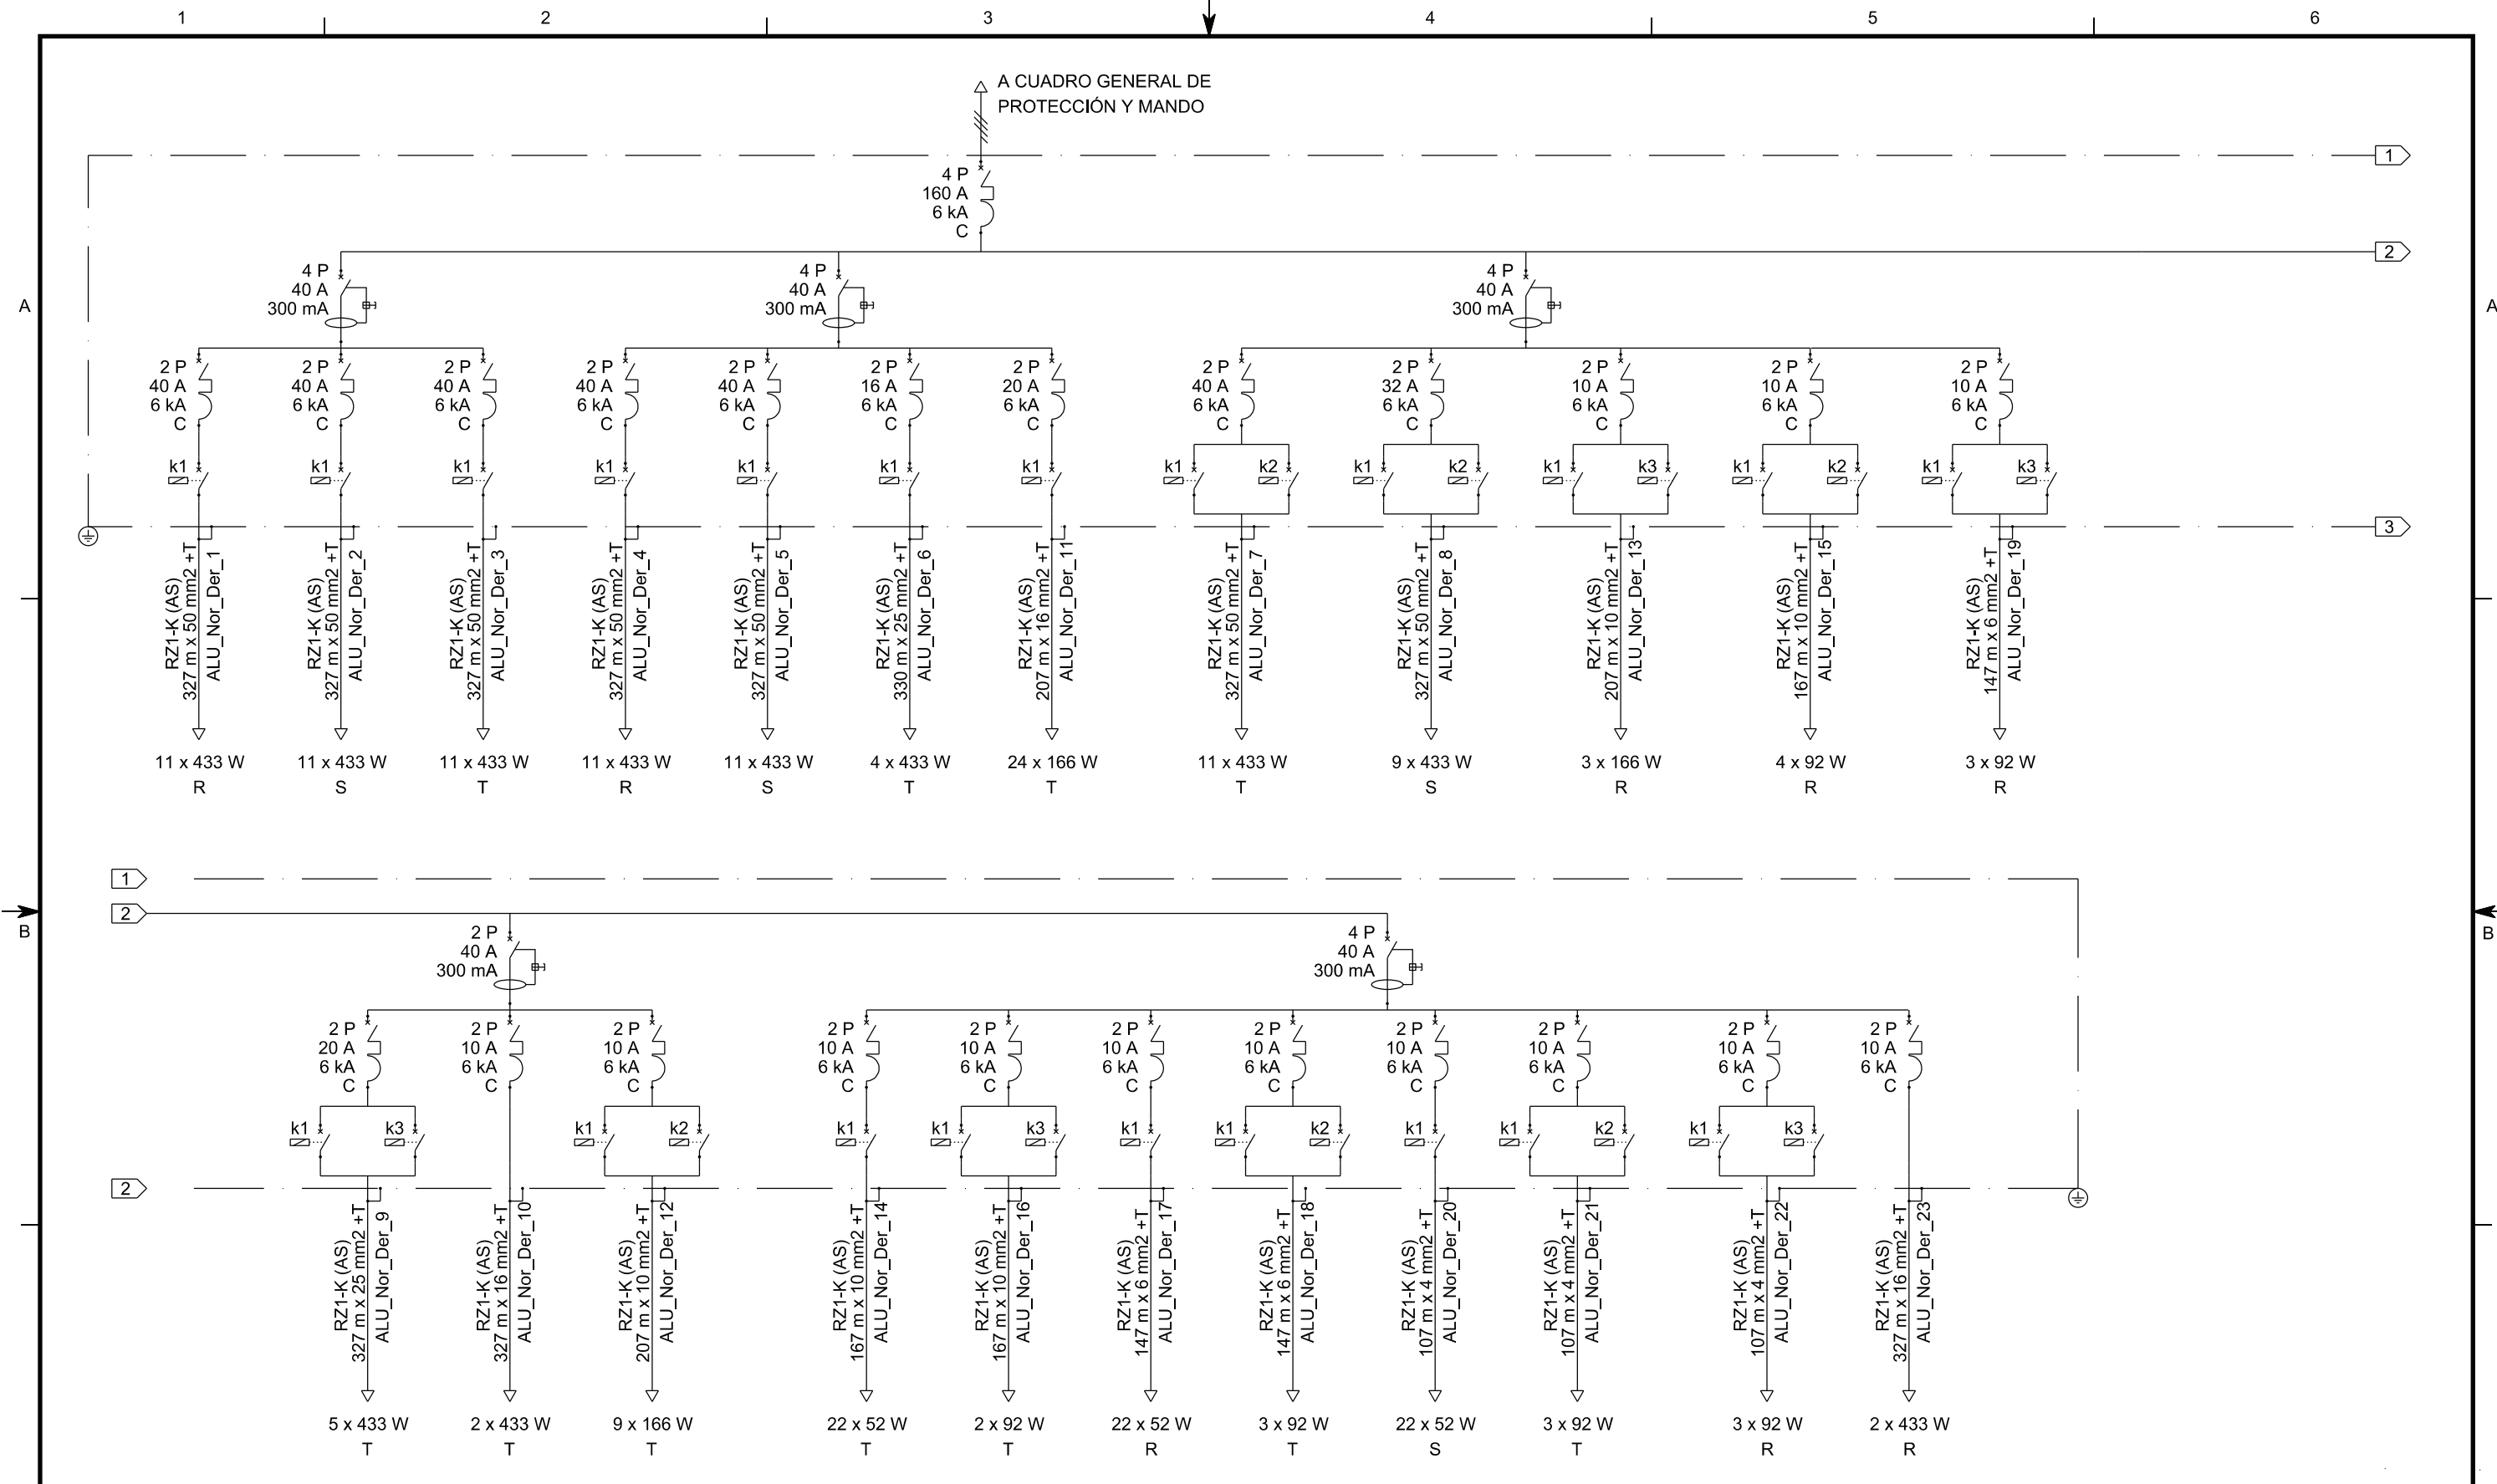 1 2 3 4 5 6
A CUADRO GENERAL DE
PROTECCIÓN Y MANDO
1
4 P
160 A
6 kA
C
2
4 P
40 A
300 mA
4 P
40 A
300 mA
4 P
40 A
300 mA
A A
2 P
40 A
6 kA
C
2 P
40 A
6 kA
C
2 P
40 A
6 kA
C
2 P
40 A
6 kA
C
2 P
40 A
6 kA
C
2 P
16 A
6 kA
C
2 P
20 A
6 kA
C
2 P
40 A
6 kA
C
2 P
32 A
6 kA
C
2 P
10 A
6 kA
C
2 P
10 A
6 kA
C
2 P
10 A
6 kA
C
k1 k1 k1 k1 k1 k1 k1 k1 k2 k1 k2 k1 k3 k1 k2 k1 k3
3
RZ1-K (AS)
327 m x 50 mm2 +T
ALU_Nor_Der_1
RZ1-K (AS)
327 m x 50 mm2 +T
ALU_Nor_Der_2
RZ1-K (AS)
327 m x 50 mm2 +T
ALU_Nor_Der_3
RZ1-K (AS)
327 m x 50 mm2 +T
ALU_Nor_Der_4
RZ1-K (AS)
327 m x 50 mm2 +T
ALU_Nor_Der_5
RZ1-K (AS)
330 m x 25 mm2 +T
ALU_Nor_Der_6
RZ1-K (AS)
207 m x 16 mm2 +T
ALU_Nor_Der_11
RZ1-K (AS)
327 m x 50 mm2 +T
ALU_Nor_Der_7
RZ1-K (AS)
327 m x 50 mm2 +T
ALU_Nor_Der_8
RZ1-K (AS)
207 m x 10 mm2 +T
ALU_Nor_Der_13
RZ1-K (AS)
167 m x 10 mm2 +T
ALU_Nor_Der_15
RZ1-K (AS)
147 m x 6 mm2 +T
ALU_Nor_Der_19
11 x 433 W 11 x 433 W 11 x 433 W 11 x 433 W 11 x 433 W 4 x 433 W 24 x 166 W 11 x 433 W 9 x 433 W 3 x 166 W 4 x 92 W 3 x 92 W
R S T R S T T T S R R R
1
2
B B
2 P
40 A
300 mA
4 P
40 A
300 mA
2 P
20 A
6 kA
C
2 P
10 A
6 kA
C
2 P
10 A
6 kA
C
2 P
10 A
6 kA
C
2 P
10 A
6 kA
C
2 P
10 A
6 kA
C
2 P
10 A
6 kA
C
2 P
10 A
6 kA
C
2 P
10 A
6 kA
C
2 P
10 A
6 kA
C
2 P
10 A
6 kA
C
k1 k3 k1 k2 k1 k1 k3 k1 k1 k2 k1 k1 k2 k1 k3
2
RZ1-K (AS)
327 m x 25 mm2 +T
ALU_Nor_Der_9
RZ1-K (AS)
327 m x 16 mm2 +T
ALU_Nor_Der_10
RZ1-K (AS)
207 m x 10 mm2 +T
ALU_Nor_Der_12
RZ1-K (AS)
167 m x 10 mm2 +T
ALU_Nor_Der_14
RZ1-K (AS)
167 m x 10 mm2 +T
ALU_Nor_Der_16
RZ1-K (AS)
147 m x 6 mm2 +T
ALU_Nor_Der_17
RZ1-K (AS)
147 m x 6 mm2 +T
ALU_Nor_Der_18
RZ1-K (AS)
107 m x 4 mm2 +T
ALU_Nor_Der_20
RZ1-K (AS)
107 m x 4 mm2 +T
ALU_Nor_Der_21
RZ1-K (AS)
107 m x 4 mm2 +T
ALU_Nor_Der_22
RZ1-K (AS)
327 m x 16 mm2 +T
ALU_Nor_Der_23
5 x 433 W 2 x 433 W 9 x 166 W 22 x 52 W 2 x 92 W 22 x 52 W 3 x 92 W 22 x 52 W 3 x 92 W 3 x 92 W 2 x 433 W
T T T T T R T S T R R